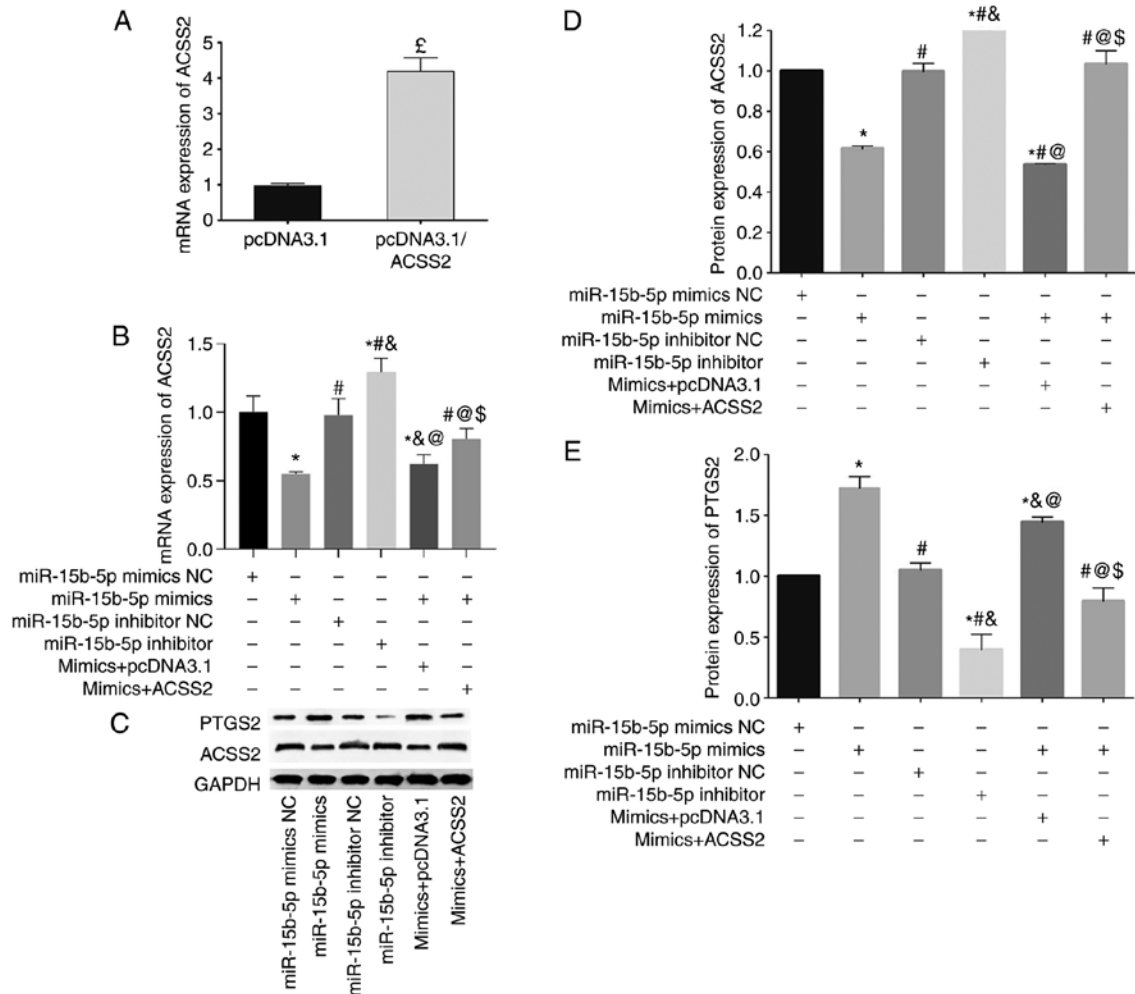 A
mRNA expression of ACSS2
5
4
3
2
1
0
£
pcDNA3.1
pcDNA3.1/
ACSS2
B
mRNA expression of ACSS2
1.5
1.0
0.5
0.0
*
#
*#&
*&@
#@$
miR-15b-5p mimics NC + – – – – –
miR-15b-5p mimics – + – – + +
miR-15b-5p inhibitor NC – – + – – –
miR-15b-5p inhibitor – – – + – –
Mimics+pcDNA3.1 – – – – + –
Mimics+ACSS2 – – – – – +
C
PTGS2
ACSS2
GAPDH
miR-15b-5p mimics NC
miR-15b-5p mimics
miR-15b-5p inhibitor NC
miR-15b-5p inhibitor
Mimics+pcDNA3.1
Mimics+ACSS2
D
Protein expression of ACSS2
1.2
1.0
0.8
0.6
0.4
0.2
0.0
*
#
*#&
*#@
#@$
miR-15b-5p mimics NC + – – – – –
miR-15b-5p mimics – + – – + +
miR-15b-5p inhibitor NC – – + – – –
miR-15b-5p inhibitor – – – + – –
Mimics+pcDNA3.1 – – – – + –
Mimics+ACSS2 – – – – – +
E
Protein expression of PTGS2
2.0
1.5
1.0
0.5
0.0
*
#
*#&
*&@
#@$
miR-15b-5p mimics NC + – – – – –
miR-15b-5p mimics – + – – + +
miR-15b-5p inhibitor NC – – + – – –
miR-15b-5p inhibitor – – – + – –
Mimics+pcDNA3.1 – – – – + –
Mimics+ACSS2 – – – – – +